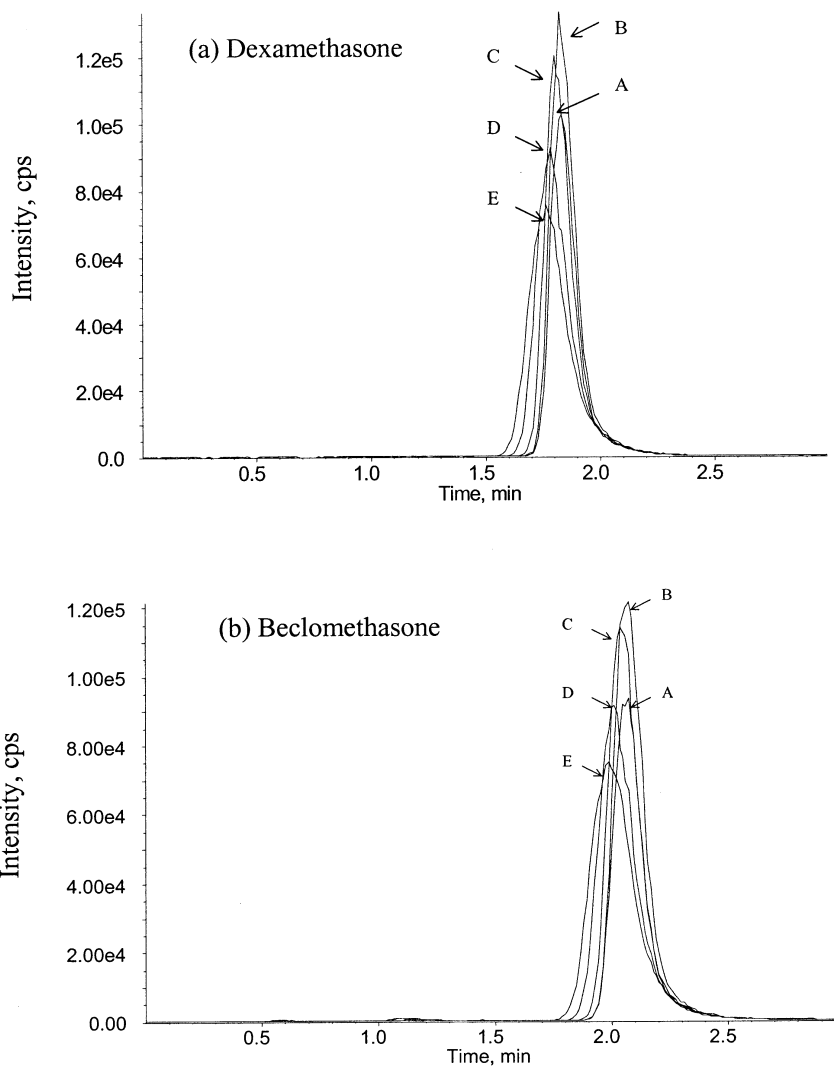 (a) Dexamethasone
B
C
A
D
E
1.2e5
1.0e5
8.0e4
6.0e4
4.0e4
2.0e4
0.0
Intensity, cps
0.5 1.0 1.5 2.0 2.5
Time, min
(b) Beclomethasone
B
C
D
A
E
1.20e5
1.00e5
8.00e4
6.00e4
4.00e4
2.00e4
0.00
Intensity, cps
0.5 1.0 1.5 2.0 2.5
Time, min